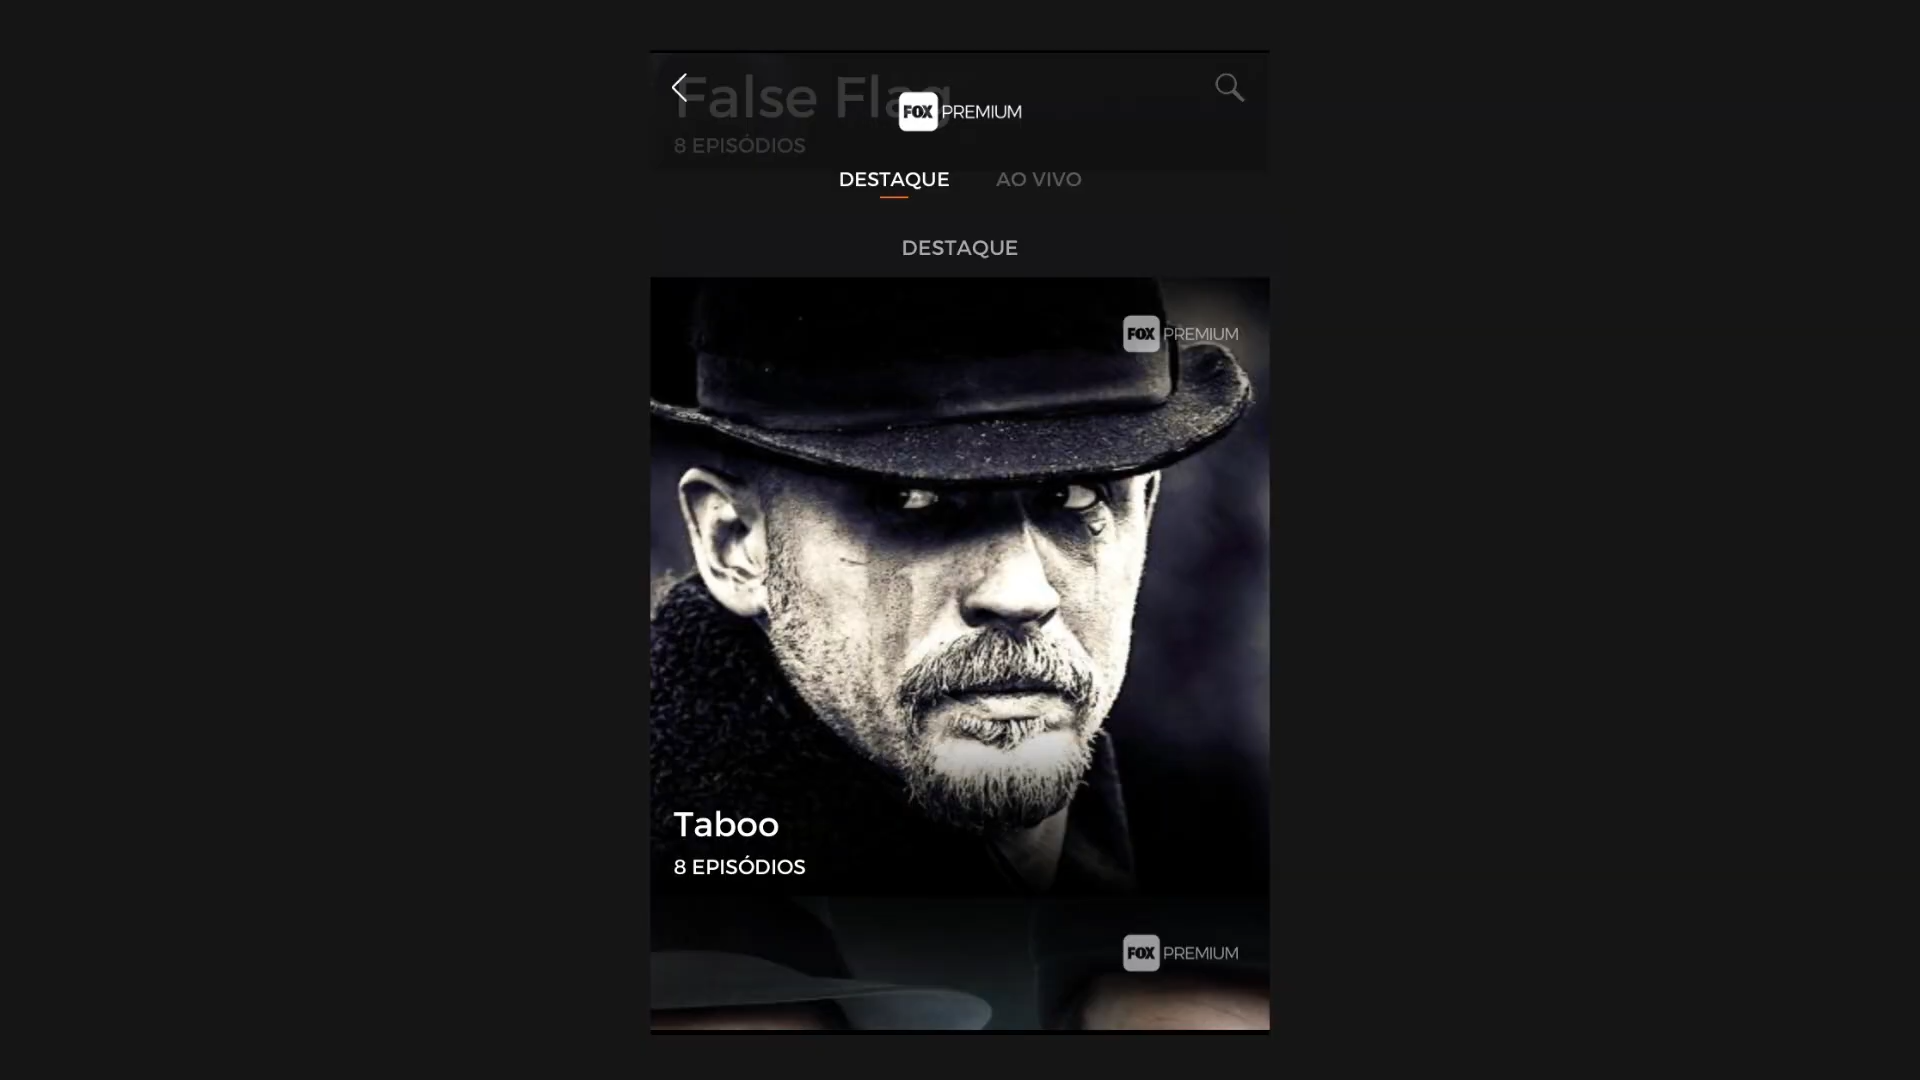 False Flag
FOX PREMIUM
8 EPISÓDIOS
DESTAQUE AO VIVO
DESTAQUE
FOX PREMIUM
Taboo
8 EPISÓDIOS
FOX PREMIUM